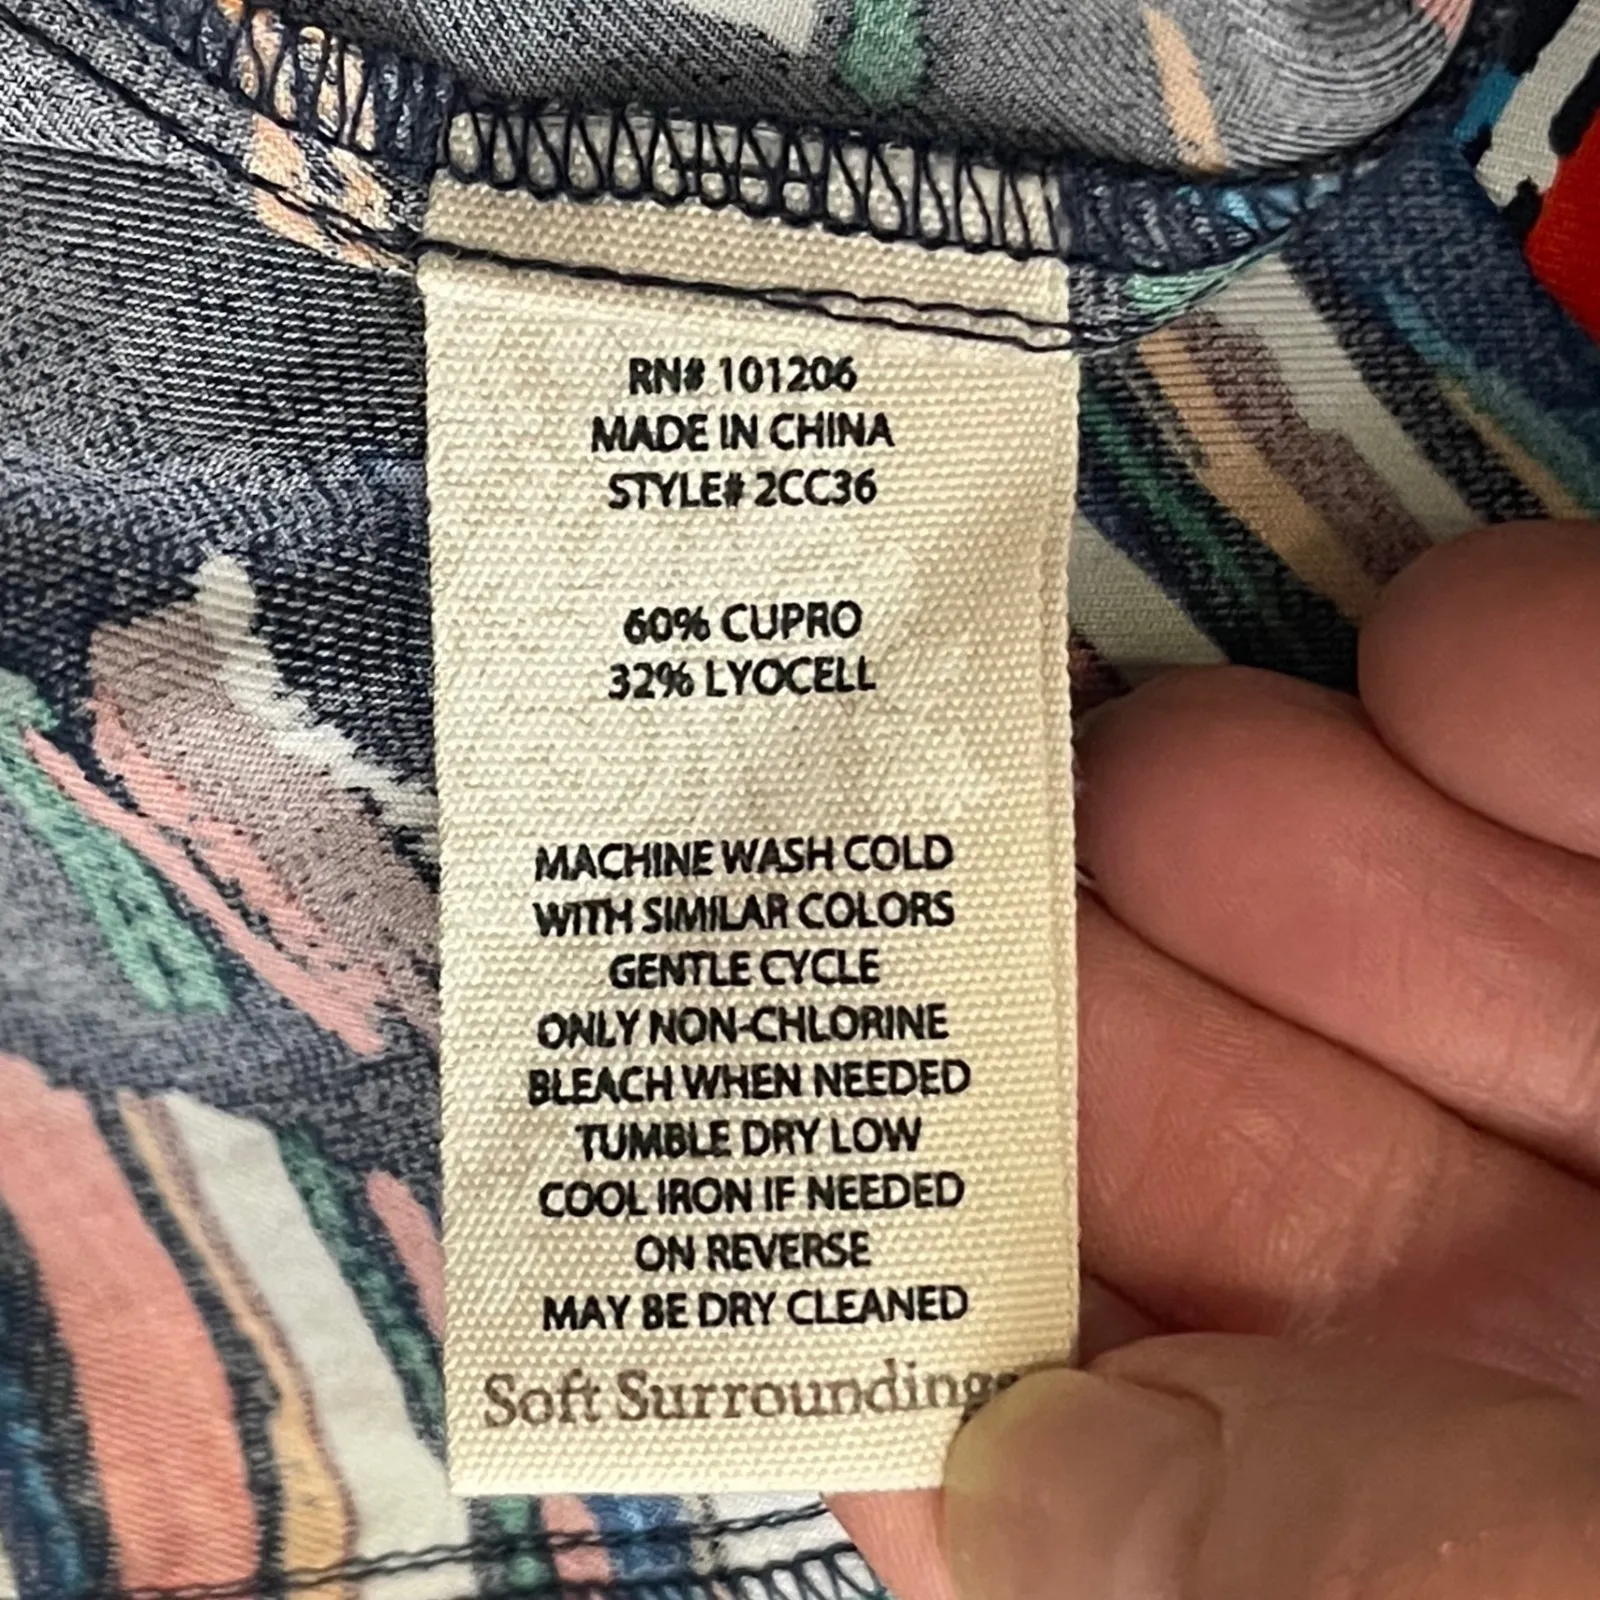 RN# 101206
MADE IN CHINA
STYLE# 2CC36
60% CUPRO
32% LYOCELL
MACHINE WASH COLD
WITH SIMILAR COLORS
GENTLE CYCLE
ONLY NON-CHLORINE
BLEACH WHEN NEEDED
TUMBLE DRY LOW
COOL IRON IF NEEDED
ON REVERSE
MAY BE DRY CLEANED
Soft Surroundings